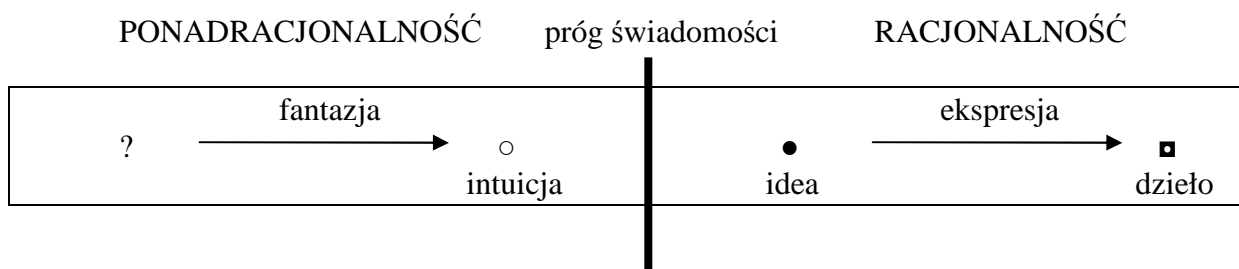 PONADRACJONALNOŚĆ próg świadomości RACJONALNOŚĆ
fantazja ekspresja
?
intuicja idea dzieło